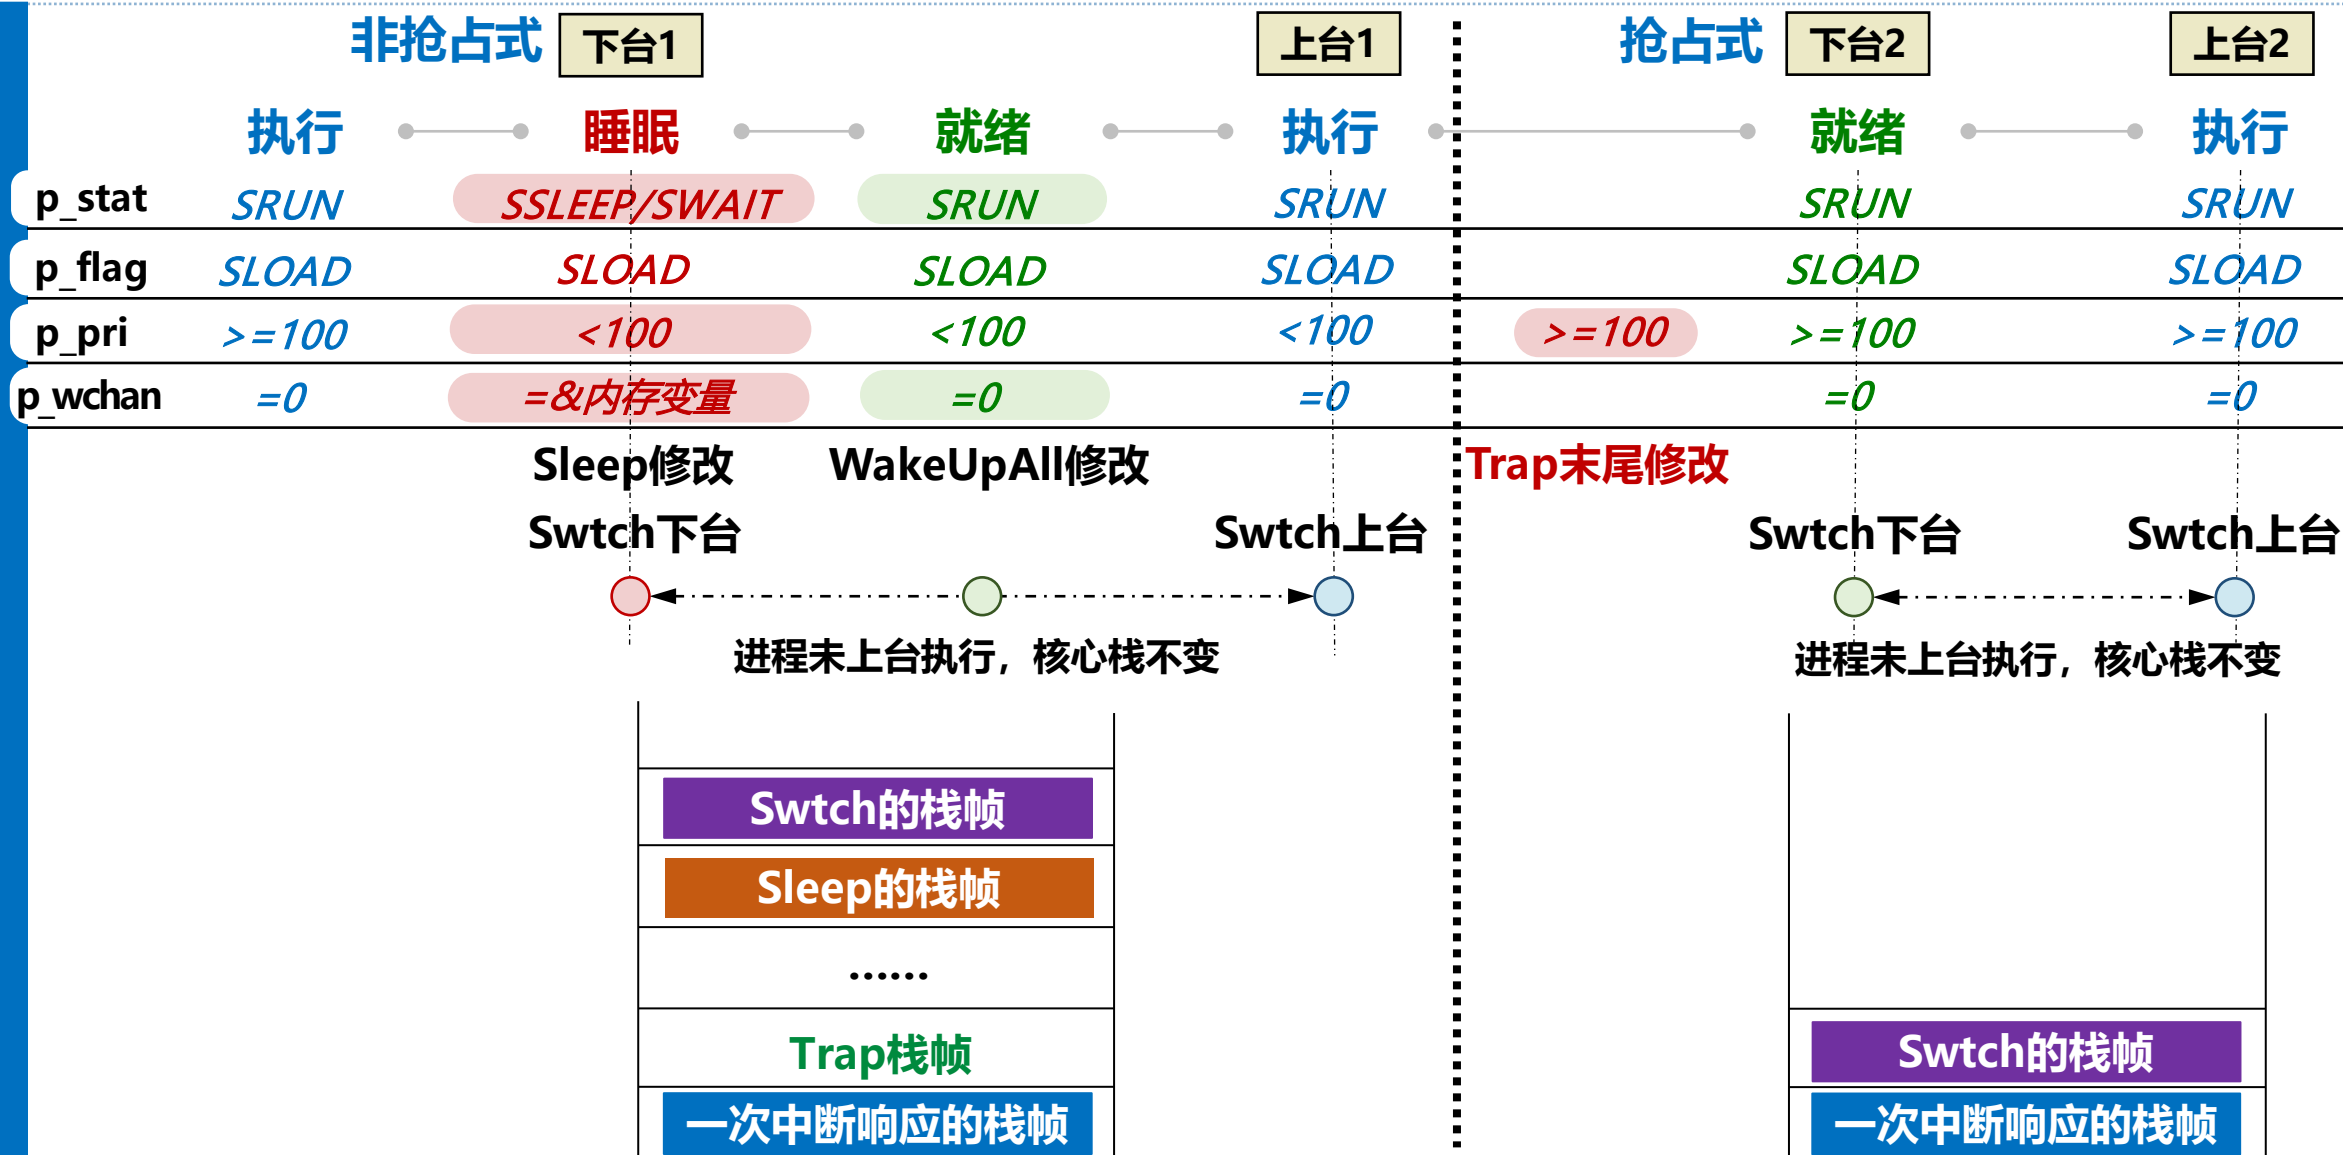 非抢占式 下台1 上台1 抢占式 下台2 上台2
执行 睡眠 就绪 执行 就绪 执行
p_stat SRUN SSLEEP/SWAIT SRUN SRUN SRUN SRUN
p_flag SLOAD SLOAD SLOAD SLOAD SLOAD SLOAD
p_pri >=100 <100 <100 <100 >=100 >=100 >=100
p_wchan =0 =&内存变量 =0 =0 =0 =0
Sleep修改 WakeUpAll修改 Trap末尾修改
Swtch下台 Swtch上台 Swtch下台 Swtch上台
进程未上台执行，核心栈不变 进程未上台执行，核心栈不变
Swtch的栈帧
Sleep的栈帧
······
Trap栈帧 Swtch的栈帧
一次中断响应的栈帧 一次中断响应的栈帧